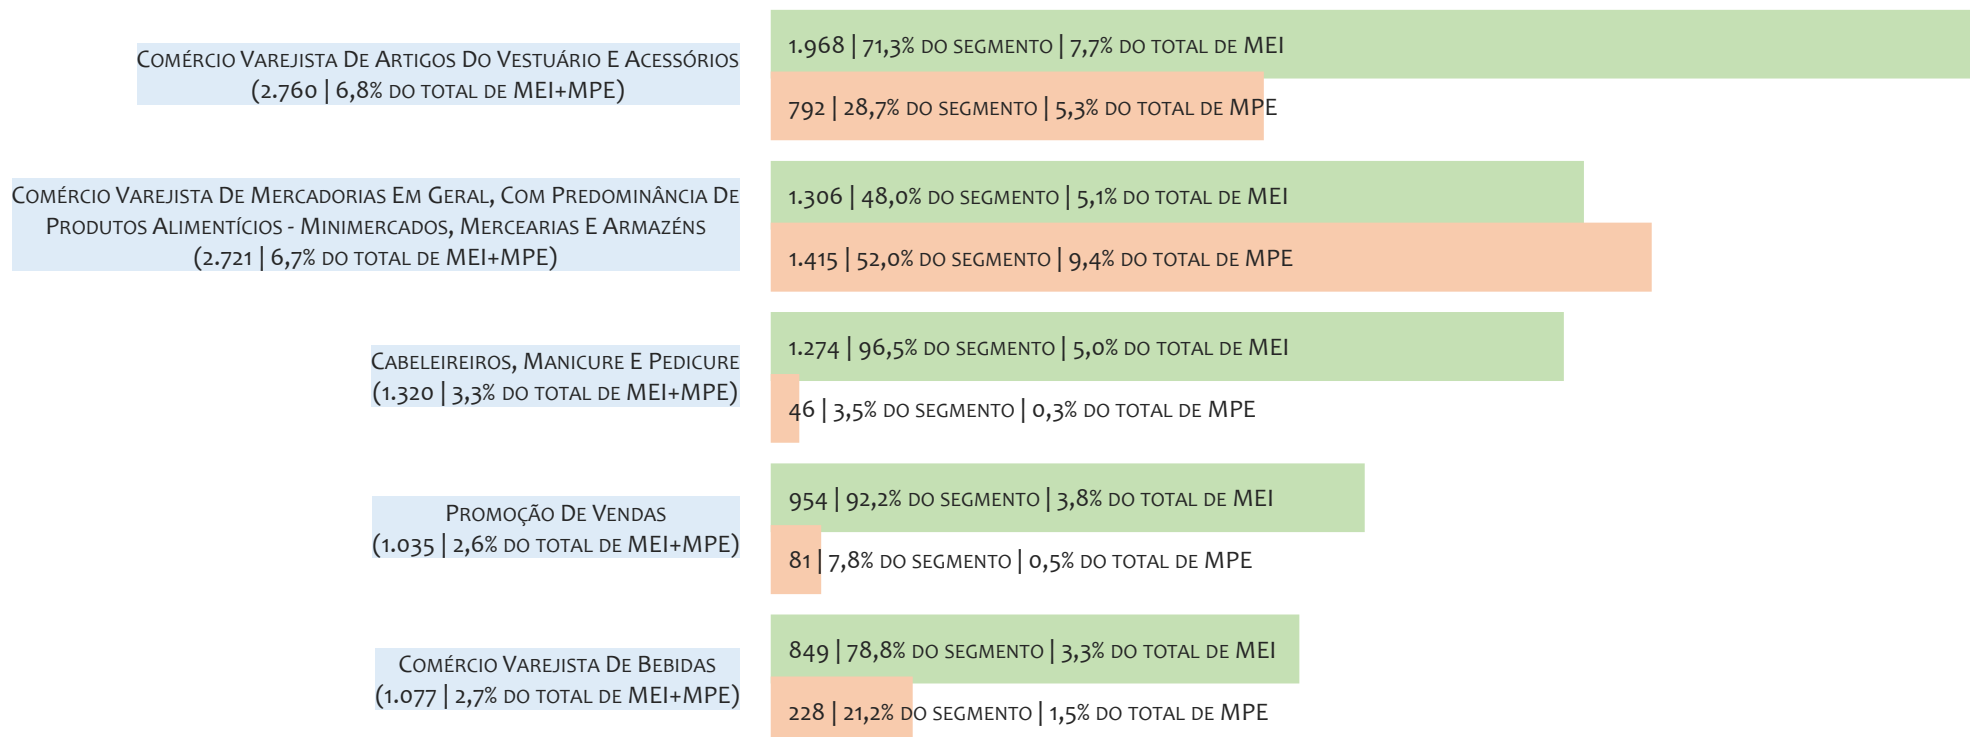 Comércio Varejista De Artigos Do Vestuário E Acessórios
(2.760 | 6,8% do total de MEI+MPE)
1.968 | 71,3% do segmento | 7,7% do total de MEI
792 | 28,7% do segmento | 5,3% do total de MPE
Comércio Varejista De Mercadorias Em Geral, Com Predominância De
Produtos Alimentícios - Minimercados, Mercearias E Armazéns
(2.721 | 6,7% do total de MEI+MPE)
1.306 | 48,0% do segmento | 5,1% do total de MEI
1.415 | 52,0% do segmento | 9,4% do total de MPE
Cabeleireiros, Manicure E Pedicure
(1.320 | 3,3% do total de MEI+MPE)
1.274 | 96,5% do segmento | 5,0% do total de MEI
46 | 3,5% do segmento | 0,3% do total de MPE
Promoção De Vendas
(1.035 | 2,6% do total de MEI+MPE)
954 | 92,2% do segmento | 3,8% do total de MEI
81 | 7,8% do segmento | 0,5% do total de MPE
Comércio Varejista De Bebidas
(1.077 | 2,7% do total de MEI+MPE)
849 | 78,8% do segmento | 3,3% do total de MEI
228 | 21,2% do segmento | 1,5% do total de MPE